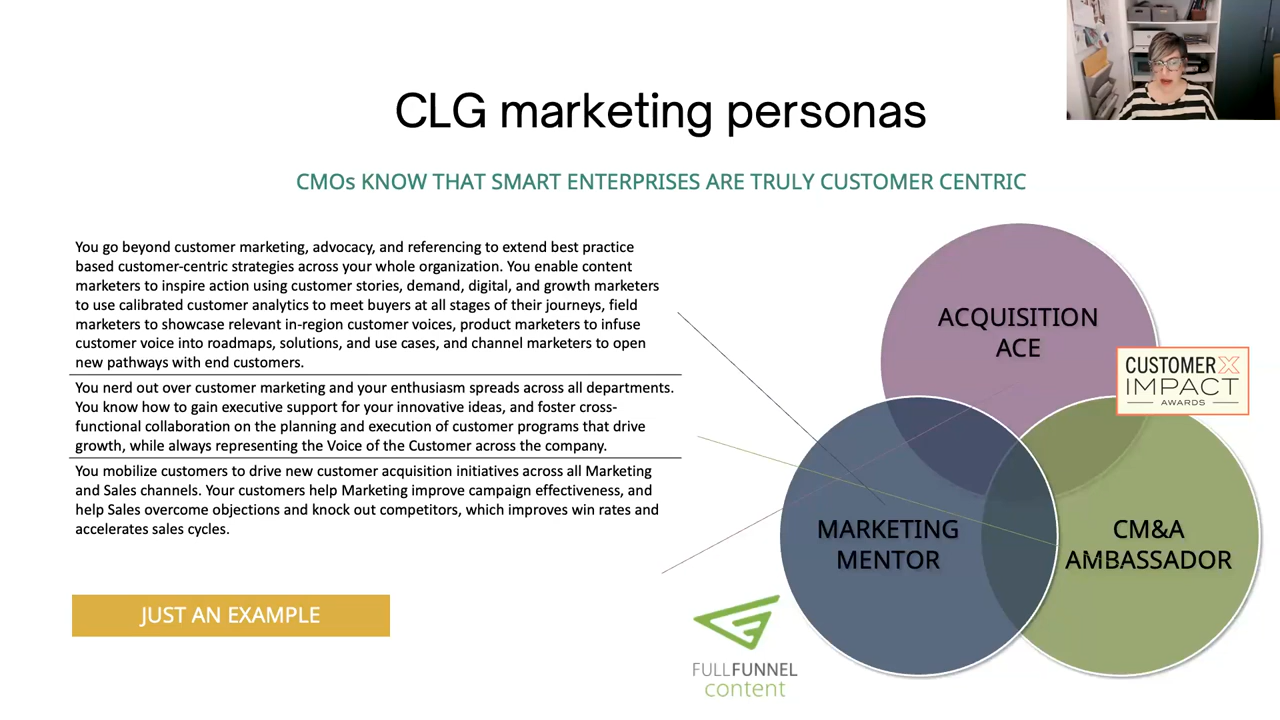 CLG marketing personas
CMOs KNOW THAT SMART ENTERPRISES ARE TRULY CUSTOMER CENTRIC
You go beyond customer marketing, advocacy, and referencing to extend best practice
based customer-centric strategies across your whole organization. You enable content
marketers to inspire action using customer stories, demand, digital, and growth marketers
to use calibrated customer analytics to meet buyers at all stages of their journeys, field
marketers to showcase relevant in-region customer voices, product marketers to infuse
customer voice into roadmaps, solutions, and use cases, and channel marketers to open
new pathways with end customers.
You nerd out over customer marketing and your enthusiasm spreads across all departments.
You know how to gain executive support for your innovative ideas, and foster cross-
functional collaboration on the planning and execution of customer programs that drive
growth, while always representing the Voice of the Customer across the company.
You mobilize customers to drive new customer acquisition initiatives across all Marketing
and Sales channels. Your customers help Marketing improve campaign effectiveness, and
help Sales overcome objections and knock out competitors, which improves win rates and
accelerates sales cycles.
JUST AN EXAMPLE
ACQUISITION
ACE
CUSTOMER X
IMPACT
AWARDS
MARKETING
MENTOR
CM&A
AMBASSADOR
FULLFUNNEL
content